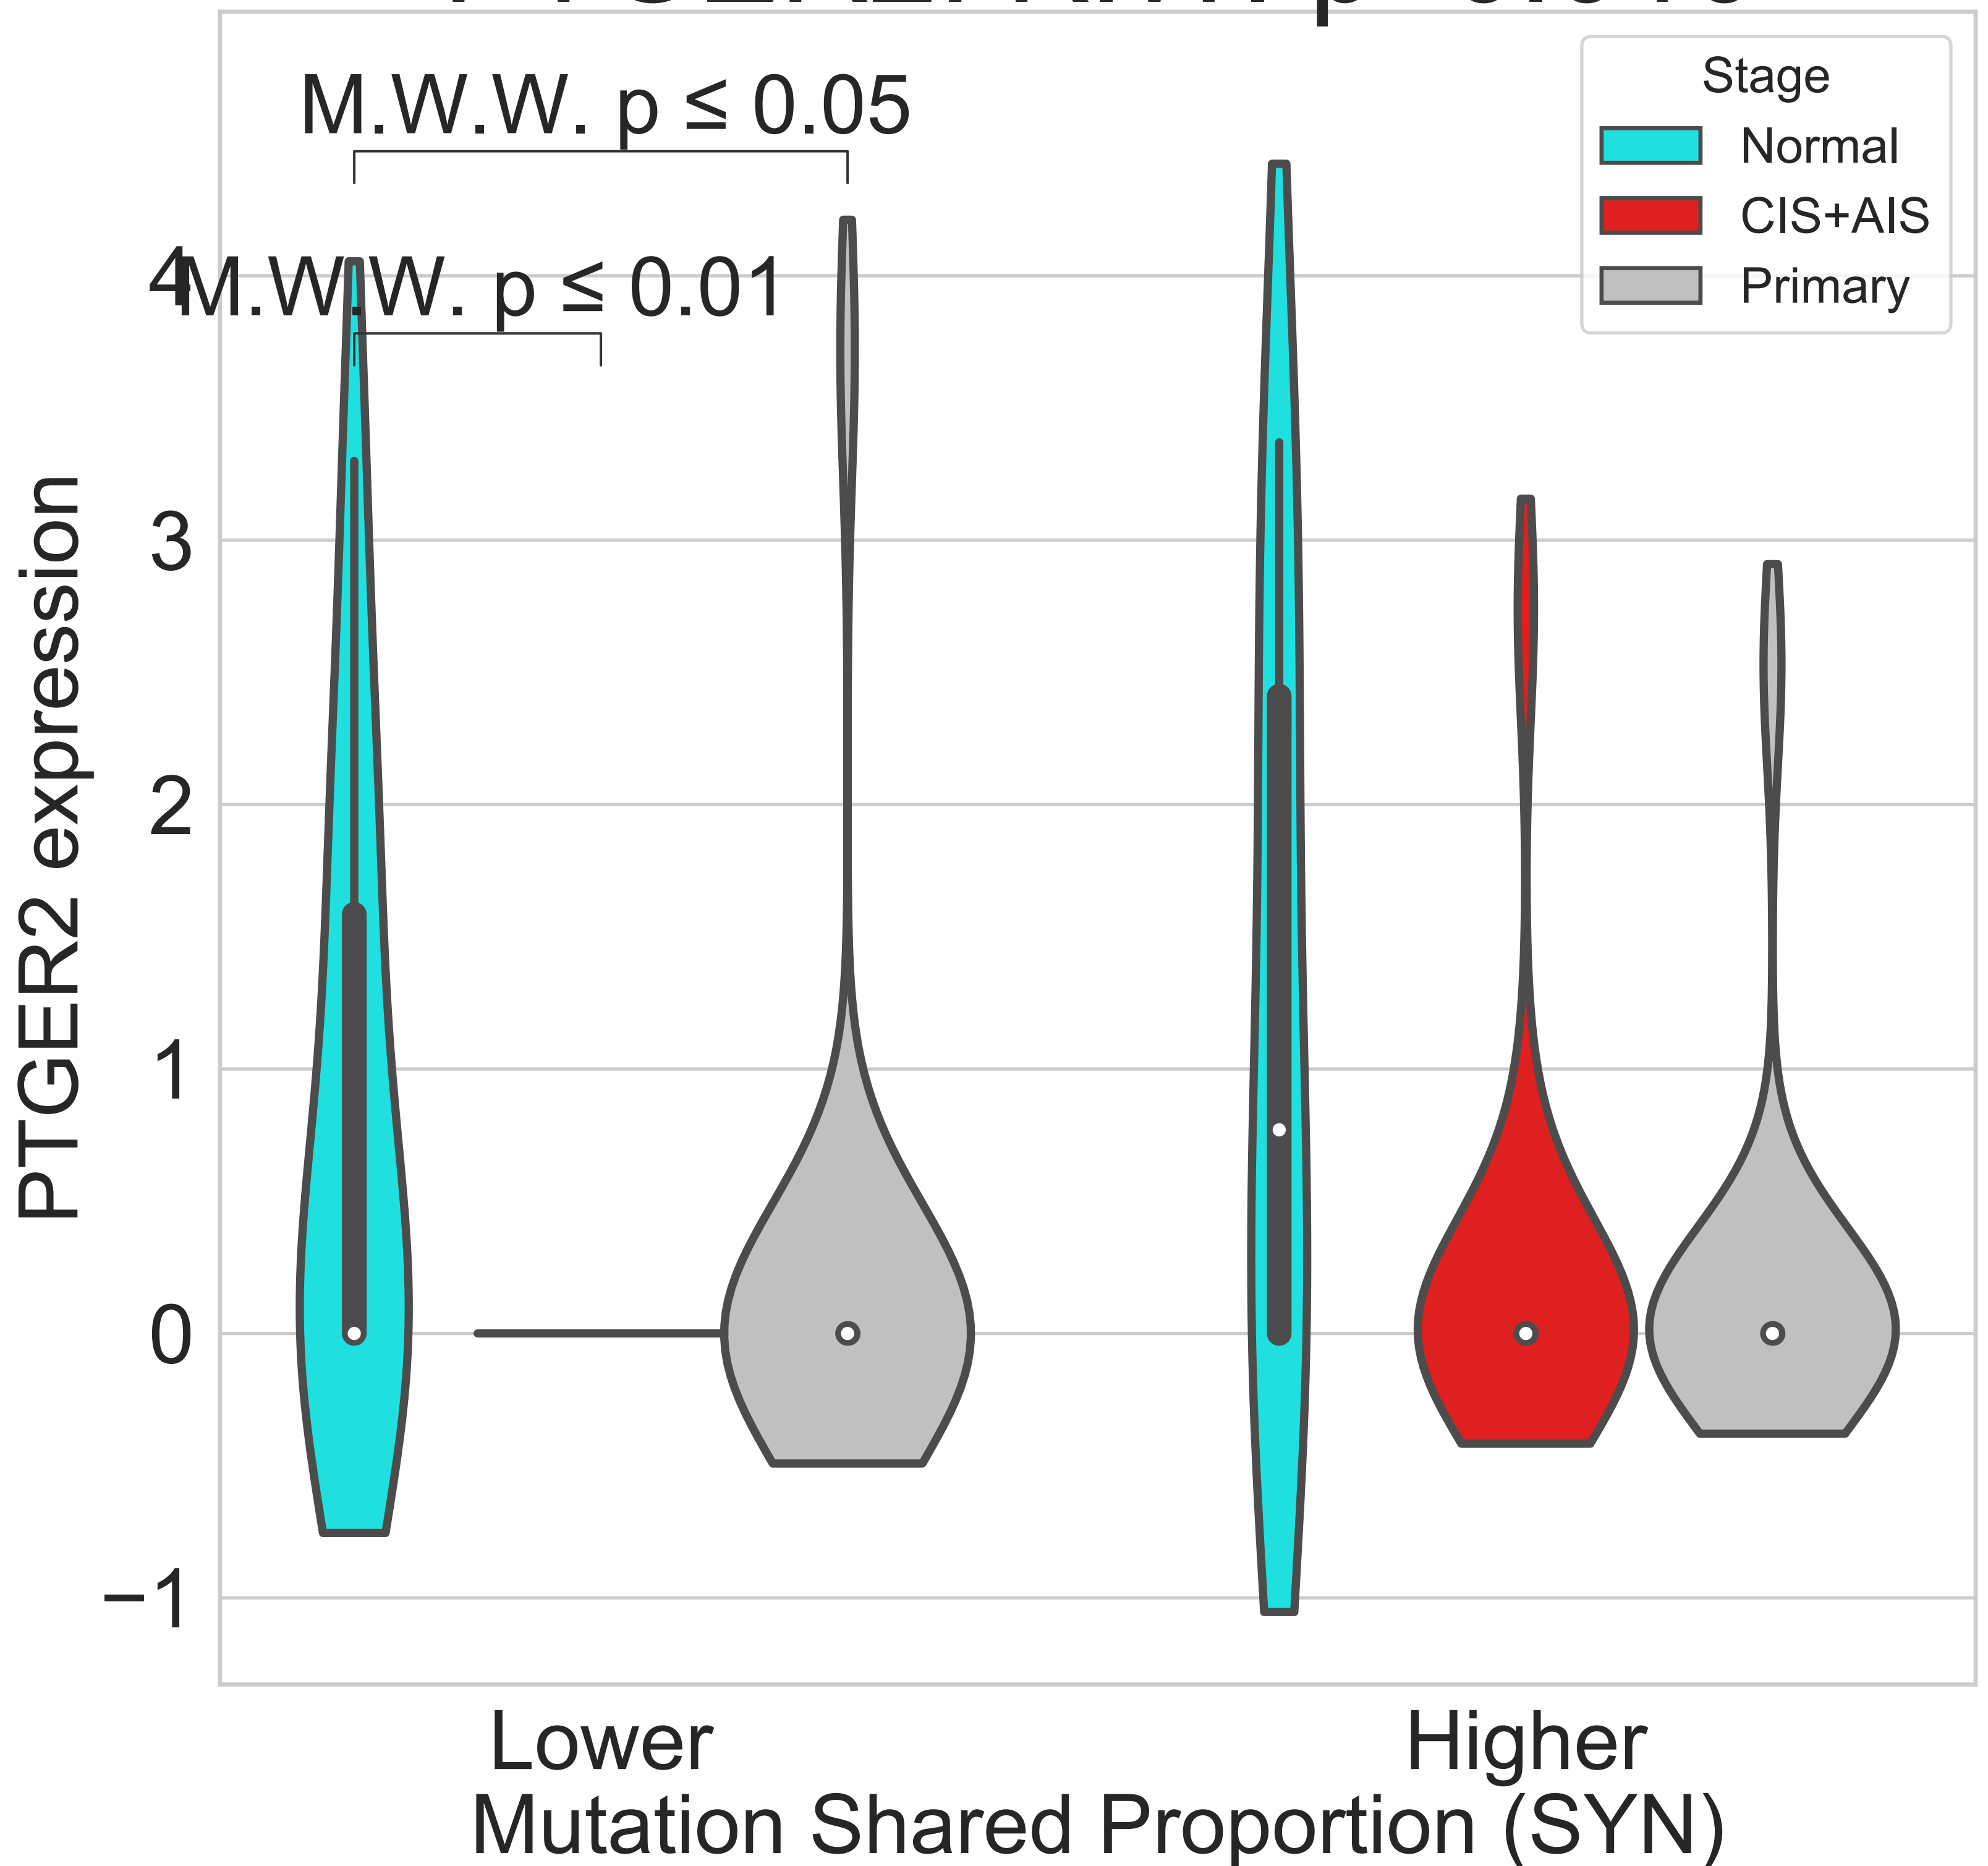 M.W.W. p ≤ 0.05
M.W.W. p ≤ 0.01
Stage
Normal
CIS+AIS
Primary
PTGER2 expression
4
3
2
1
0
−1
Lower
Higher
Mutation Shared Proportion (SYN)